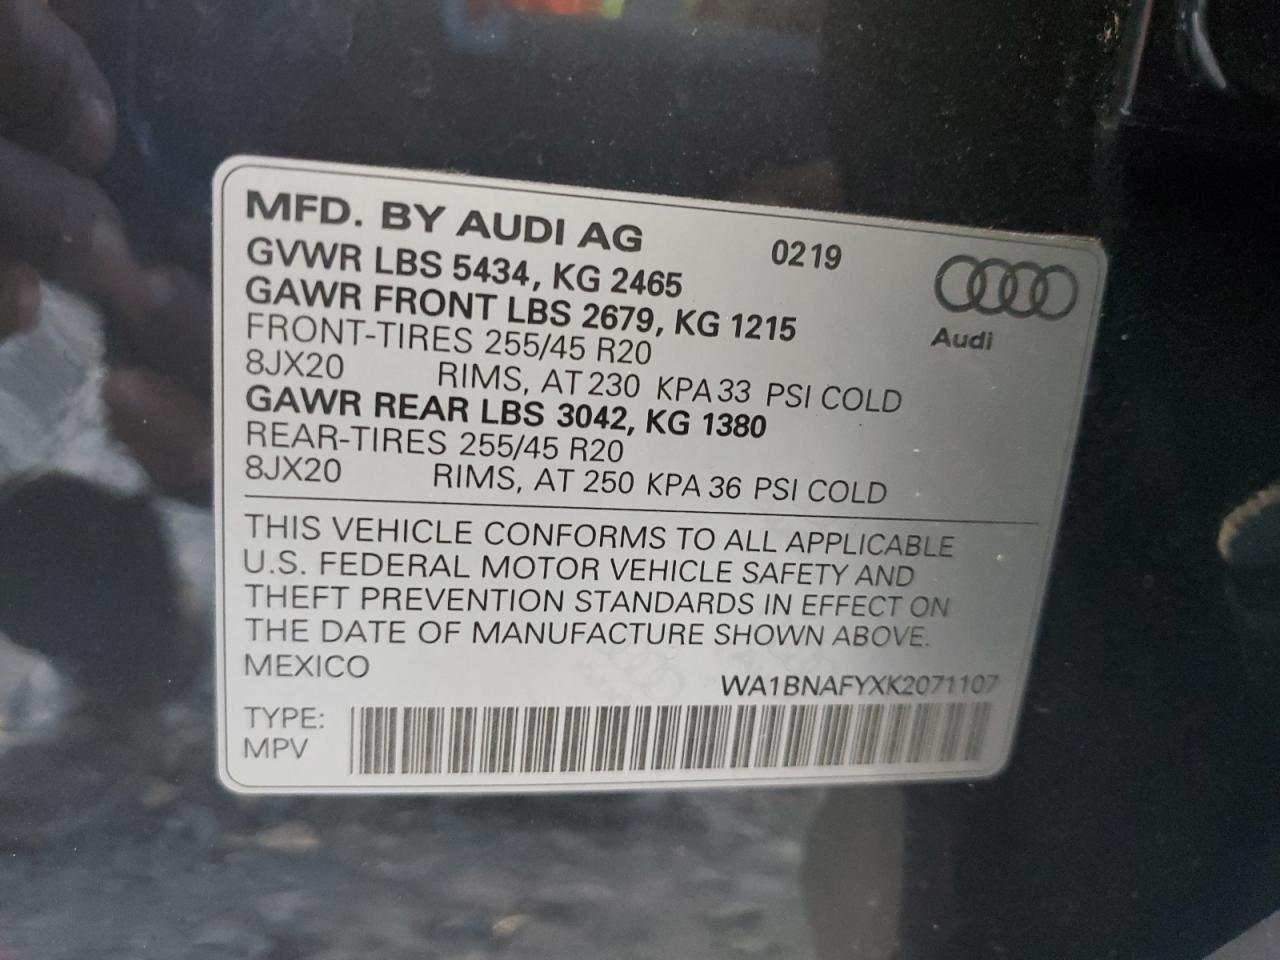 MFD. BY AUDI AG 0219
GVWR LBS 5434, KG 2465
GAWR FRONT LBS 2679, KG 1215
Audi
FRONT-TIRES 255/45 R20
8JX20 RIMS, AT 230 KPA 33 PSI COLD
GAWR REAR LBS 3042, KG 1380
REAR-TIRES 255/45 R20
8JX20 RIMS, AT 250 KPA 36 PSI COLD
THIS VEHICLE CONFORMS TO ALL APPLICABLE
U.S. FEDERAL MOTOR VEHICLE SAFETY AND
THEFT PREVENTION STANDARDS IN EFFECT ON
THE DATE OF MANUFACTURE SHOWN ABOVE.
MEXICO
WA1BNAFYXK2071107
TYPE:
MPV